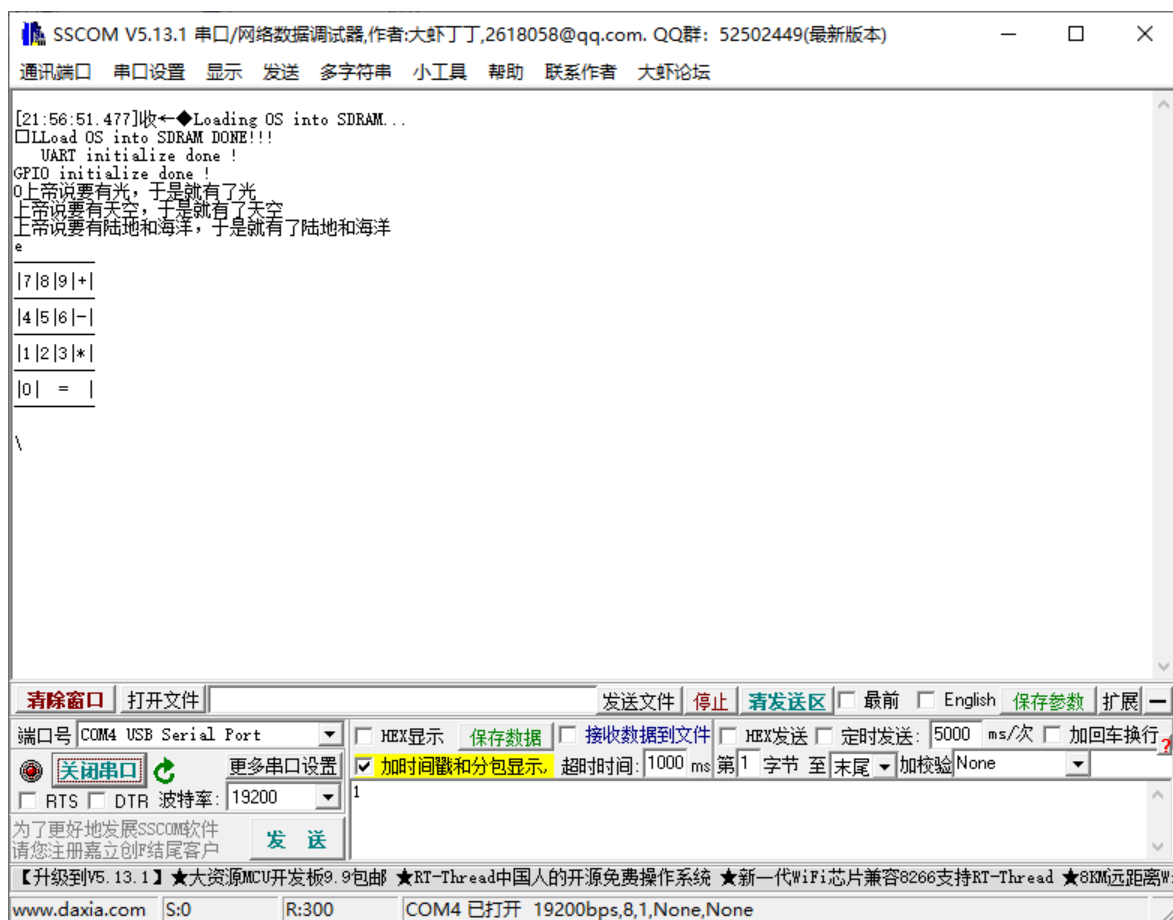 SSCOM V5.13.1 串口/网络数据调试器,作者:大虾丁丁,2618058@qq.com. QQ群: 52502449(最新版本)
通讯端口 串口设置 显示 发送 多字符串 小工具 帮助 联系作者 大虾论坛
[21:56:51.477]收←◆Loading OS into SDRAM...
□LLoad OS into SDRAM DONE!!!
UART initialize done !
GPIO initialize done !
0上帝说要有光，于是就有了光
上帝说要有天空，于是就有了天空
上帝说要有陆地和海洋，于是就有了陆地和海洋
e
|7|8|9|+|
|4|5|6|-|
|1|2|3|*|
|0| = |
\
清除窗口 打开文件 发送文件 停止 清发送区 最前 English 保存参数 扩展 —
端口号 COM4 USB Serial Port HEX显示 保存数据 接收数据到文件 HEX发送 定时发送: 5000 ms/次 加回车换行
关闭串口 更多串口设置 加时间戳和分包显示, 超时时间: 1000 ms 第1 字节 至 末尾 加校验 None ?
RTS DTR 波特率: 19200 1
为了更好地发展SSCOM软件
请您注册嘉立创F结尾客户
发 送
【升级到V5.13.1】★大资源MCU开发板9.9包邮 ★RT-Thread中国人的开源免费操作系统 ★新一代WiFi芯片兼容8266支持RT-Thread ★8KM远距离W
www.daxia.com S:0 R:300 COM4 已打开 19200bps,8,1,None,None